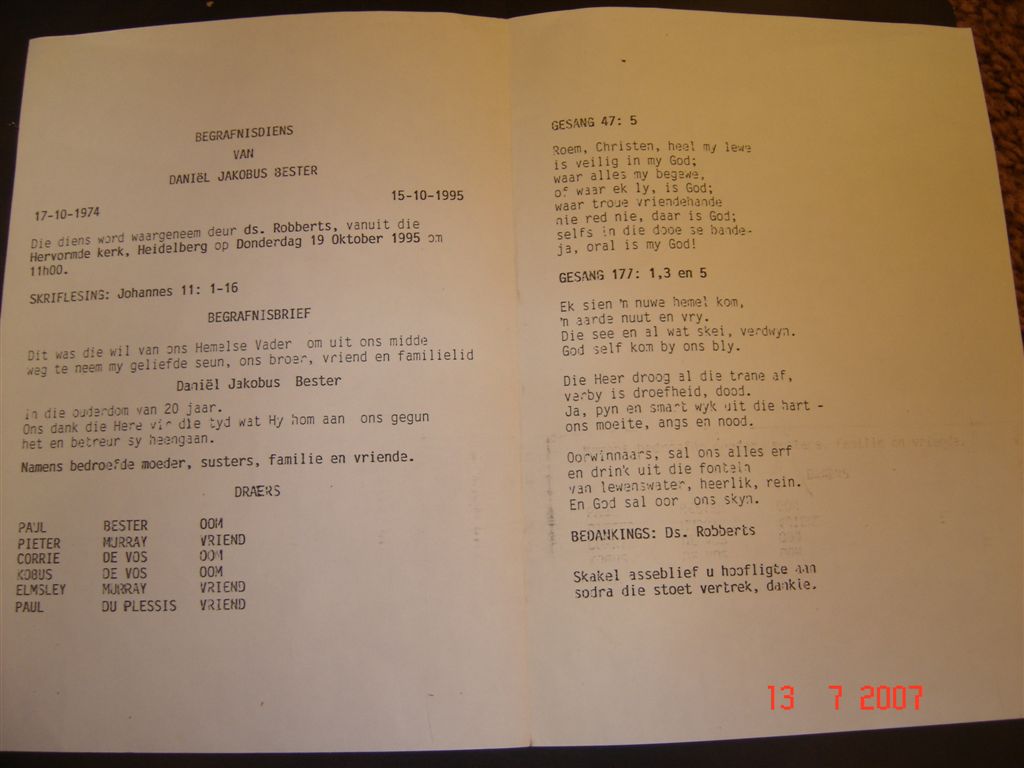 BEGRAFNISDIENS
VAN
DANIËL JAKOBUS BESTER
17-10-1974 15-10-1995
Die diens word waargeneem deur ds. Robberts, vanuit die
Hervormde kerk, Heidelberg op Donderdag 19 Oktober 1995 om
11h00.
SKRIFLESING: Johannes 11: 1-16
BEGRAFNISBRIEF
Dit was die wil van ons Hemelse Vader om uit ons midde
weg te neem my geliefde seun, ons broer, vriend en familielid
Daniël Jakobus Bester
in die ouderdom van 20 jaar.
Ons dank die Here vir die tyd wat Hy hom aan ons gegun
het en betreur sy heengaan.
Namens bedroefde moeder, susters, familie en vriende.
DRAERS
PAUL BESTER OOM
PIETER MURRAY VRIEND
CORRIE DE VOS OOM
KOBUS DE VOS OOM
ELMSLEY MURRAY VRIEND
PAUL DU PLESSIS VRIEND
GESANG 47: 5
Roem, Christen, heel my lewe
is veilig in my God;
waar alles my begewe,
of waar ek ly, is God;
waar troue vriendehande
nie red nie, daar is God;
selfs in die dooe se bande-
ja, oral is my God!
GESANG 177: 1,3 en 5
Ek sien 'n nuwe hemel kom,
'n aarde nuut en vry.
Die see en al wat skei, verdwyn.
God self kom by ons bly.
Die Heer droog al die trane af,
verby is droefheid, dood.
Ja, pyn en smart wyk uit die hart -
ons moeite, angs en nood.
Oorwinnaars, sal ons alles erf
en drink uit die fontein
van lewenswater, heerlik, rein.
En God sal oor ons skyn.
BEDANKINGS: Ds. Robberts
Skakel asseblief u hoofligte aan
sodra die stoet vertrek, dankie.
13 7 2007